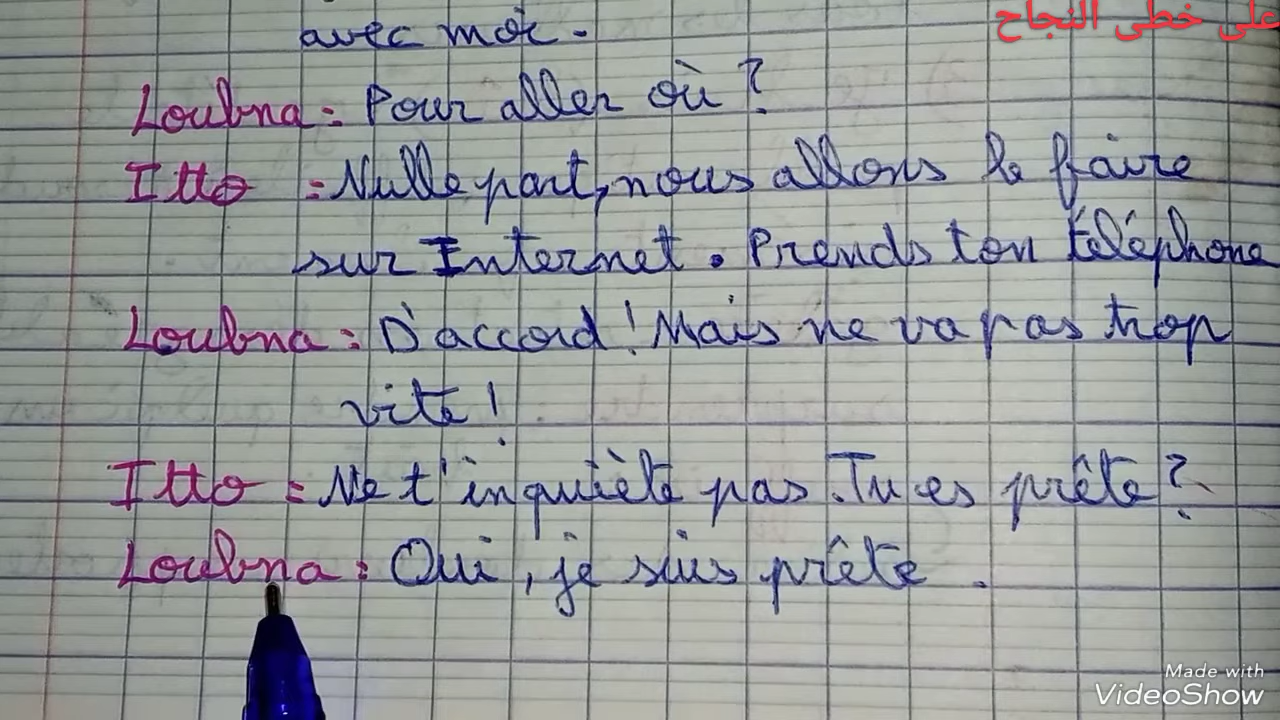 على خطى النجاح
avec moi.
Loubna : Pour aller où ?
Itto : Nulle part, nous allons le faire
sur Internet. Prends ton téléphone
Loubna : D'accord ! Mais ne va pas trop
vite !
Itto : Ne t'inquiète pas. Tu es prête ?
Loubna : Oui, je suis prête.
Made with
VideoShow